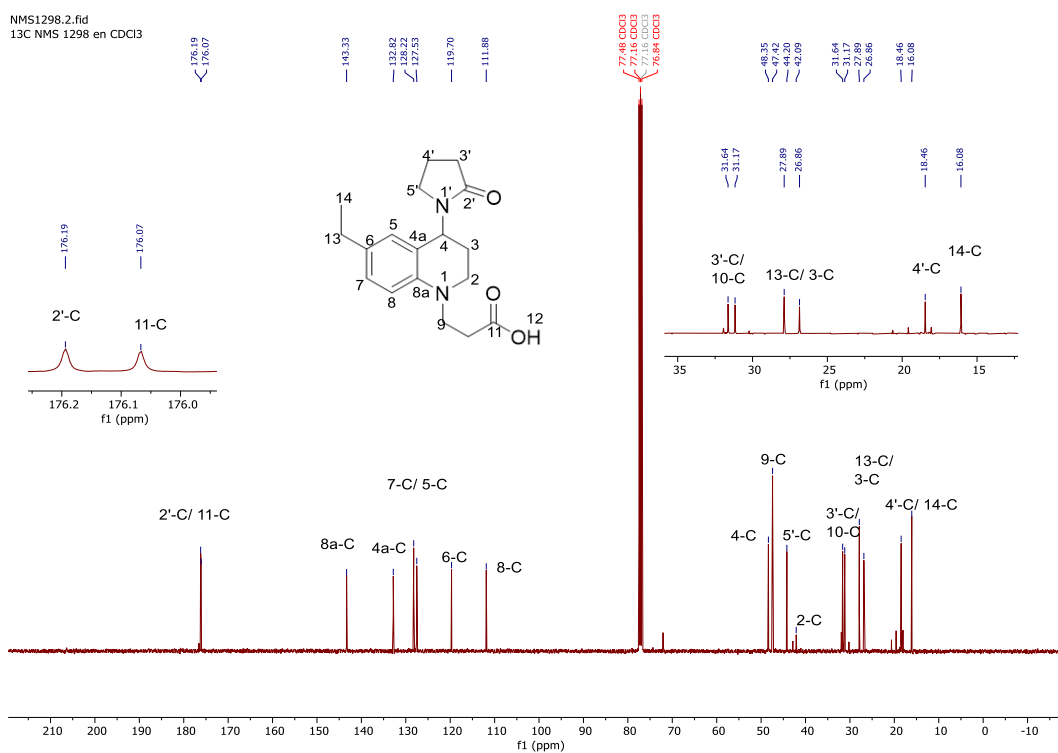 NMS1298.2.fid
13C NMS 1298 en CDCl3
176.19
176.07
143.33
132.82
128.22
127.53
119.70
111.88
77.48 CDCl3
77.16 CDCl3
77.16 CDCl3
76.84 CDCl3
48.35
47.42
44.20
42.09
31.64
31.17
27.89
26.86
18.46
16.08
4'
3'
5'
1'
N
2'
O
14
13
6
5
4a
4
3
7
8
8a
1
N
2
9
O
11
OH
12
176.19
176.07
2'-C
11-C
176.2
176.1
176.0
f1 (ppm)
31.64
31.17
27.89
26.86
18.46
16.08
3'-C/
10-C
13-C/ 3-C
4'-C
14-C
35
30
25
20
15
f1 (ppm)
2'-C/ 11-C
8a-C
4a-C
7-C/ 5-C
6-C
8-C
4-C
9-C
5'-C
2-C
3'-C/
10-C
13-C/
3-C
4'-C/ 14-C
210 200 190 180 170 160 150 140 130 120 110 100 90 80 70 60 50 40 30 20 10 0 -10
f1 (ppm)